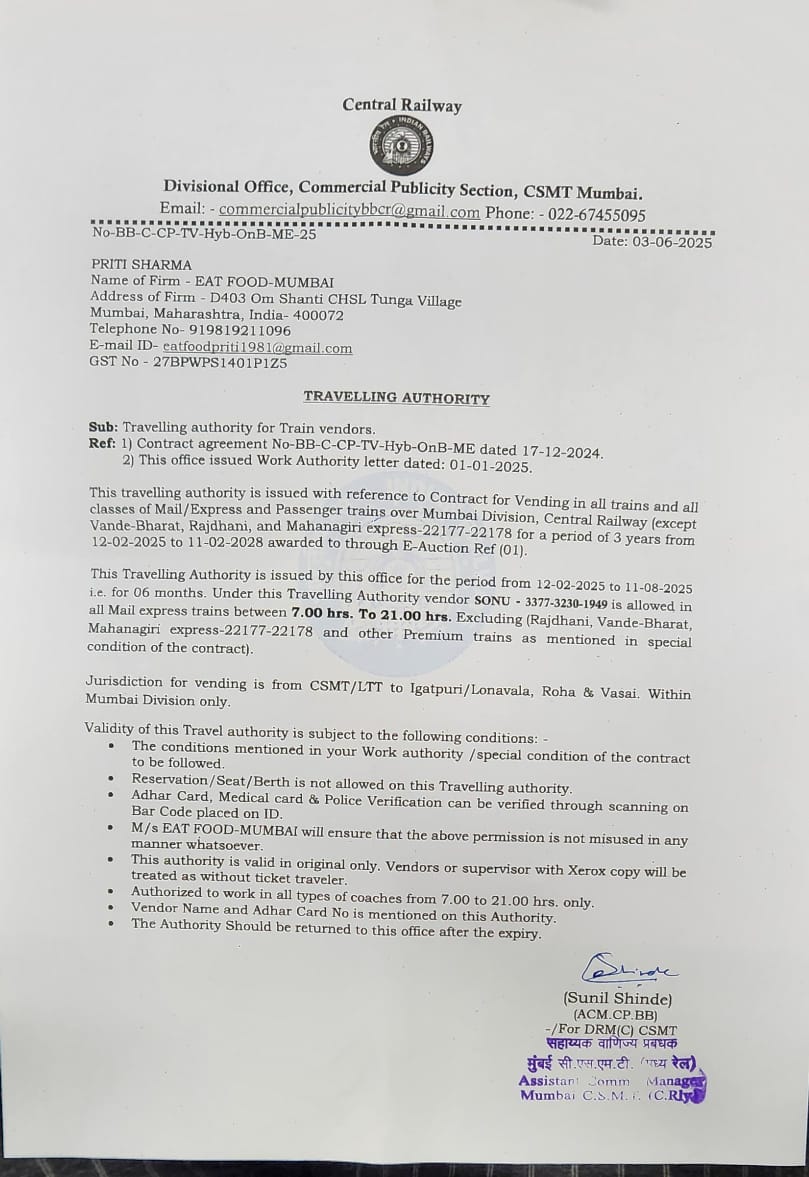 Central Railway
INDIAN RAILWAYS
Divisional Office, Commercial Publicity Section, CSMT Mumbai.
Email: - commercialpublicitybbcr@gmail.com Phone: - 022-67455095
No-BB-C-CP-TV-Hyb-OnB-ME-25
Date: 03-06-2025
PRITI SHARMA
Name of Firm - EAT FOOD-MUMBAI
Address of Firm - D403 Om Shanti CHSL Tunga Village
Mumbai, Maharashtra, India- 400072
Telephone No- 919819211096
E-mail ID- eatfoodpriti1981@gmail.com
GST No - 27BPWPS1401P1Z5
TRAVELLING AUTHORITY
Sub: Travelling authority for Train vendors.
Ref: 1) Contract agreement No-BB-C-CP-TV-Hyb-OnB-ME dated 17-12-2024.
2) This office issued Work Authority letter dated: 01-01-2025.
This travelling authority is issued with reference to Contract for Vending in all trains and all
classes of Mail/Express and Passenger trains over Mumbai Division, Central Railway (except
Vande-Bharat, Rajdhani, and Mahanagiri express-22177-22178 for a period of 3 years from
12-02-2025 to 11-02-2028 awarded to through E-Auction Ref (01).
This Travelling Authority is issued by this office for the period from 12-02-2025 to 11-08-2025
i.e. for 06 months. Under this Travelling Authority vendor SONU - 3377-3230-1949 is allowed in
all Mail express trains between 7.00 hrs. To 21.00 hrs. Excluding (Rajdhani, Vande-Bharat,
Mahanagiri express-22177-22178 and other Premium trains as mentioned in special
condition of the contract).
Jurisdiction for vending is from CSMT/LTT to Igatpuri/Lonavala, Roha & Vasai. Within
Mumbai Division only.
Validity of this Travel authority is subject to the following conditions: -
• The conditions mentioned in your Work authority /special condition of the contract
to be followed.
• Reservation/Seat/Berth is not allowed on this Travelling authority.
• Adhar Card, Medical card & Police Verification can be verified through scanning on
Bar Code placed on ID.
• M/s EAT FOOD-MUMBAI will ensure that the above permission is not misused in any
manner whatsoever.
• This authority is valid in original only. Vendors or supervisor with Xerox copy will be
treated as without ticket traveler.
• Authorized to work in all types of coaches from 7.00 to 21.00 hrs. only.
• Vendor Name and Adhar Card No is mentioned on this Authority.
• The Authority Should be returned to this office after the expiry.
Shinde
(Sunil Shinde)
(ACM.CP.BB)
-/For DRM(C) CSMT
सहाय्यक वाणिज्य प्रबंधक
मुंबई सी.एस.एम.टी. (मध्य रेल)
Assistant Comm Manager
Mumbai C.S.M.T. (C.Rly)